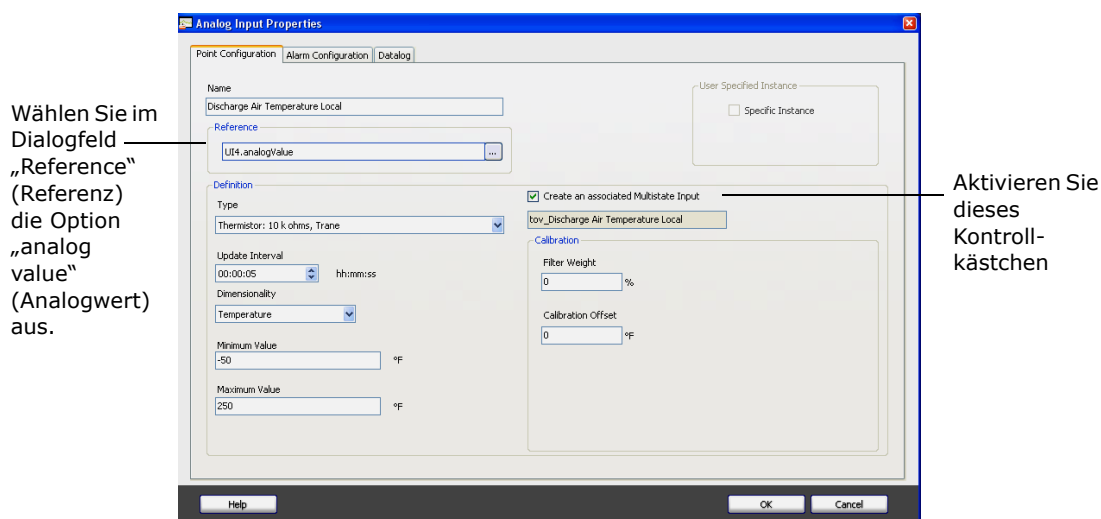 Analog Input Properties
Point Configuration
Alarm Configuration
Datalog
Name
Discharge Air Temperature Local
User Specified Instance
Specific Instance
Wählen Sie im
Dialogfeld
„Reference“
(Referenz)
die Option
„analog
value“
(Analogwert)
aus.
Reference
UI4.analogValue
...
Definition
Type
Thermistor: 10 k ohms, Trane
Update Interval
00:00:05
hh:mm:ss
Dimensionality
Temperature
Minimum Value
-50
°F
Maximum Value
250
°F
Create an associated Multistate Input
tov_Discharge Air Temperature Local
Calibration
Filter Weight
0
%
Calibration Offset
0
°F
Aktivieren Sie
dieses
Kontroll-
kästchen
Help
OK
Cancel